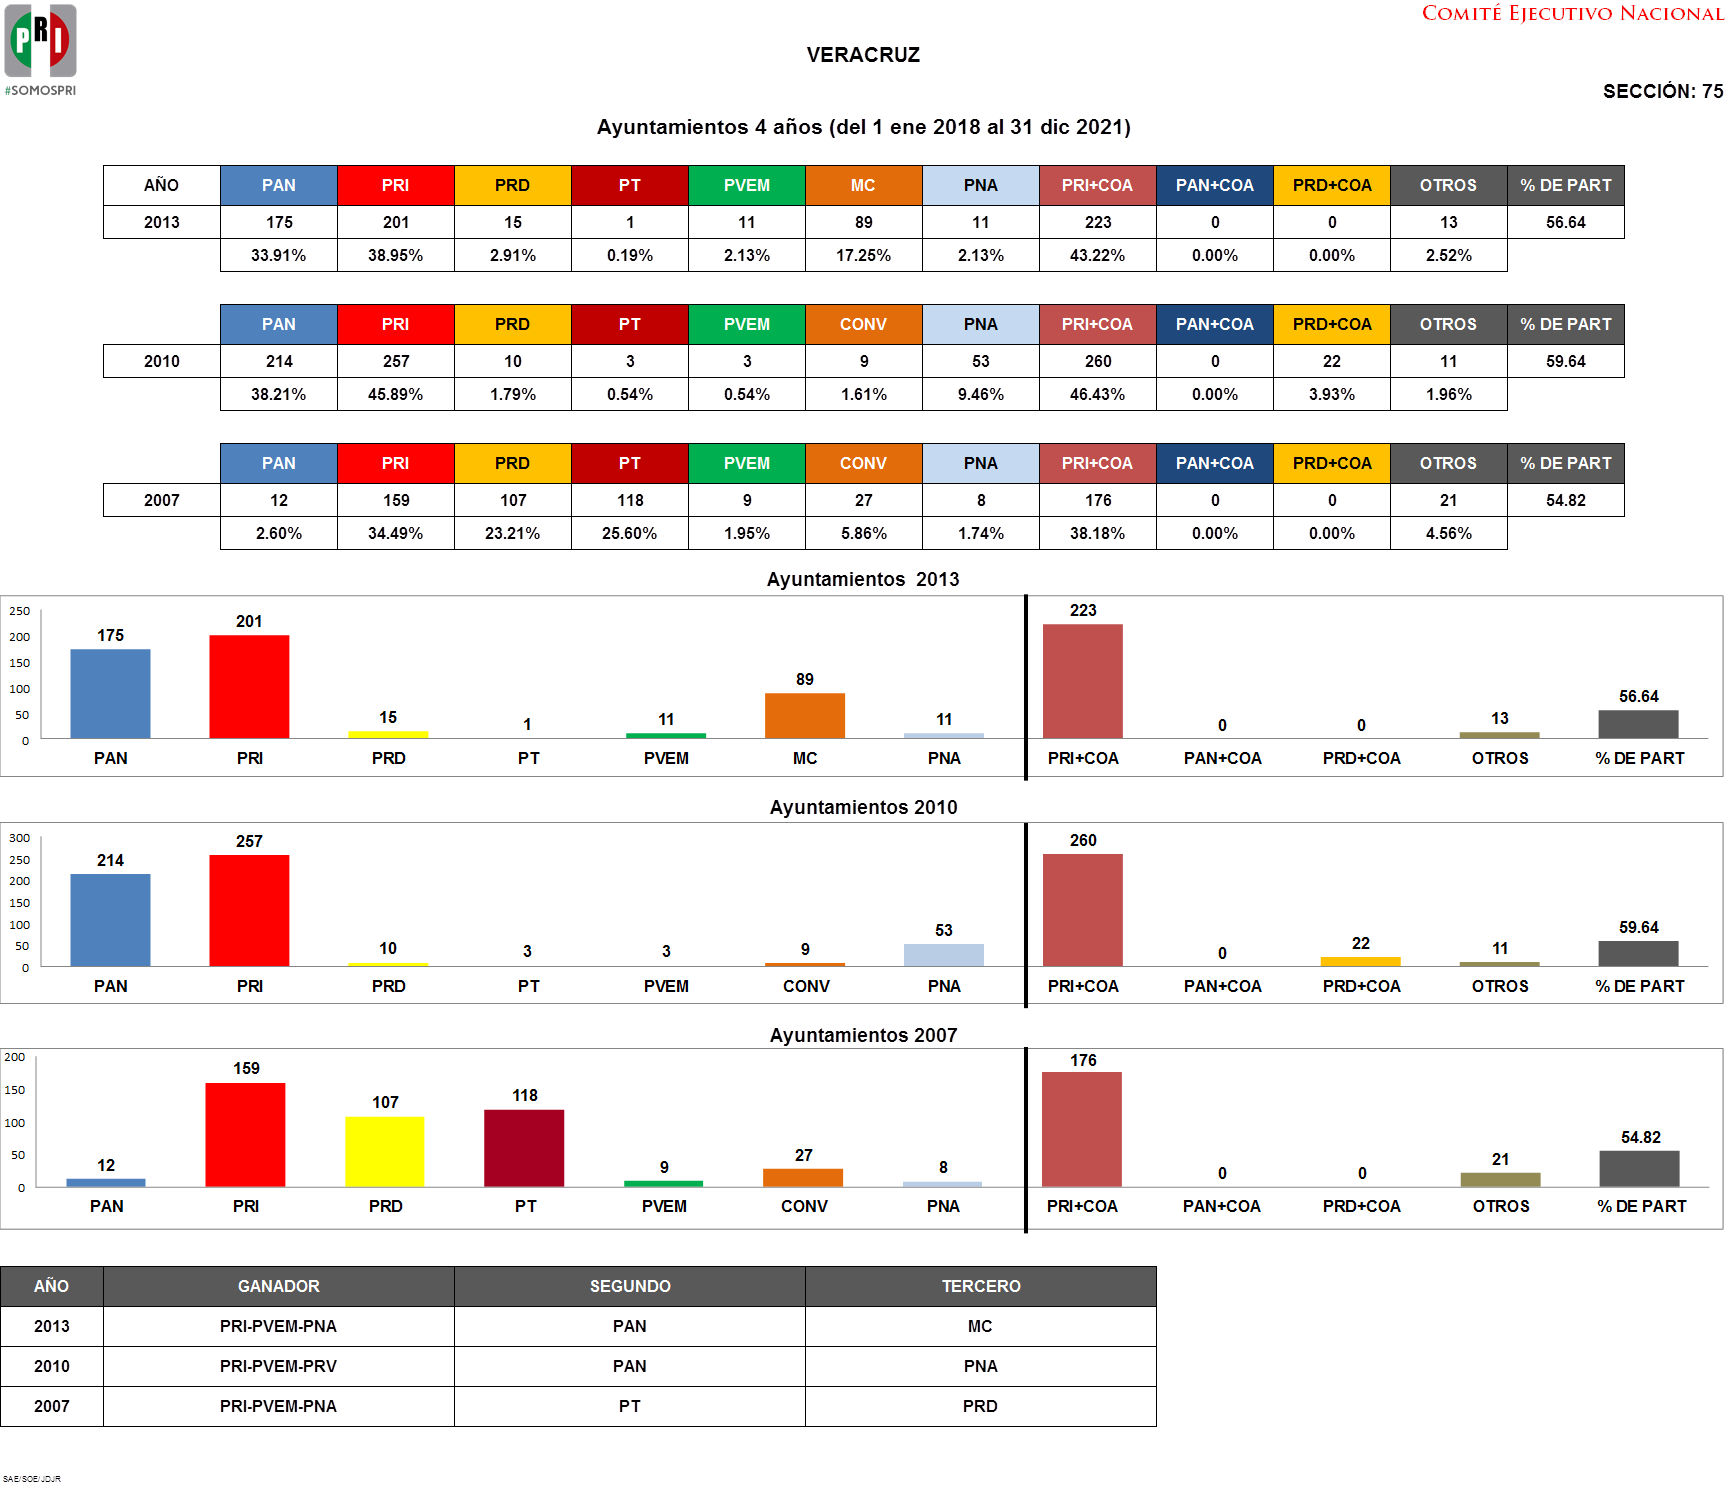 PRI
#SOMOSPRI
COMITÉ EJECUTIVO NACIONAL
VERACRUZ
SECCIÓN: 75
Ayuntamientos 4 años (del 1 ene 2018 al 31 dic 2021)
AÑO PAN PRI PRD PT PVEM MC PNA PRI+COA PAN+COA PRD+COA OTROS % DE PART
2013 175 201 15 1 11 89 11 223 0 0 13 56.64
33.91% 38.95% 2.91% 0.19% 2.13% 17.25% 2.13% 43.22% 0.00% 0.00% 2.52%
PAN PRI PRD PT PVEM CONV PNA PRI+COA PAN+COA PRD+COA OTROS % DE PART
2010 214 257 10 3 3 9 53 260 0 22 11 59.64
38.21% 45.89% 1.79% 0.54% 0.54% 1.61% 9.46% 46.43% 0.00% 3.93% 1.96%
PAN PRI PRD PT PVEM CONV PNA PRI+COA PAN+COA PRD+COA OTROS % DE PART
2007 12 159 107 118 9 27 8 176 0 0 21 54.82
2.60% 34.49% 23.21% 25.60% 1.95% 5.86% 1.74% 38.18% 0.00% 0.00% 4.56%
Ayuntamientos 2013
250
200
150
100
50
0
175 201 15 1 11 89 11 223 0 0 13 56.64
PAN PRI PRD PT PVEM MC PNA PRI+COA PAN+COA PRD+COA OTROS % DE PART
Ayuntamientos 2010
300
250
200
150
100
50
0
214 257 10 3 3 9 53 260 0 22 11 59.64
PAN PRI PRD PT PVEM CONV PNA PRI+COA PAN+COA PRD+COA OTROS % DE PART
Ayuntamientos 2007
200
150
100
50
0
12 159 107 118 9 27 8 176 0 0 21 54.82
PAN PRI PRD PT PVEM CONV PNA PRI+COA PAN+COA PRD+COA OTROS % DE PART
AÑO GANADOR SEGUNDO TERCERO
2013 PRI-PVEM-PNA PAN MC
2010 PRI-PVEM-PRV PAN PNA
2007 PRI-PVEM-PNA PT PRD
SAE/SOE/JDJR